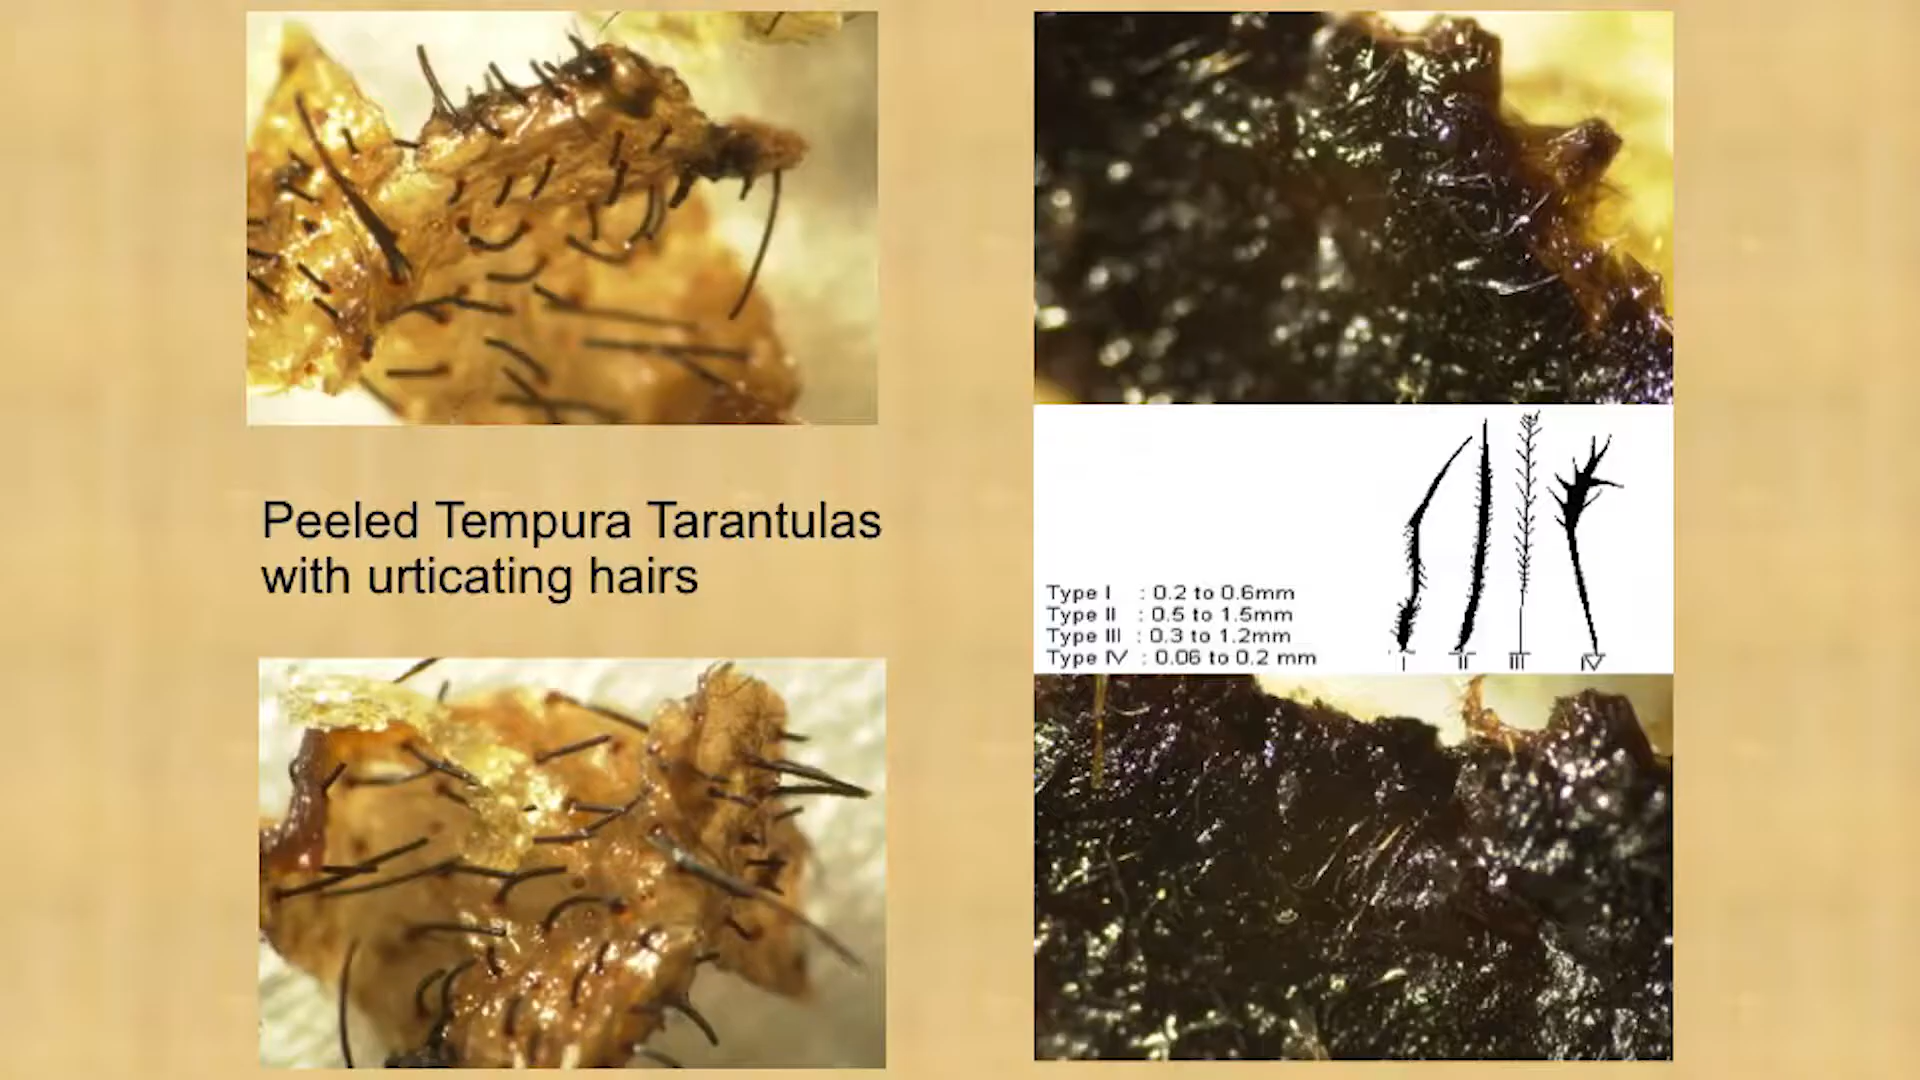 Peeled Tempura Tarantulas
with urticating hairs
Type I : 0.2 to 0.6mm
Type II : 0.5 to 1.5mm
Type III : 0.3 to 1.2mm
Type IV : 0.06 to 0.2 mm
I II III IV